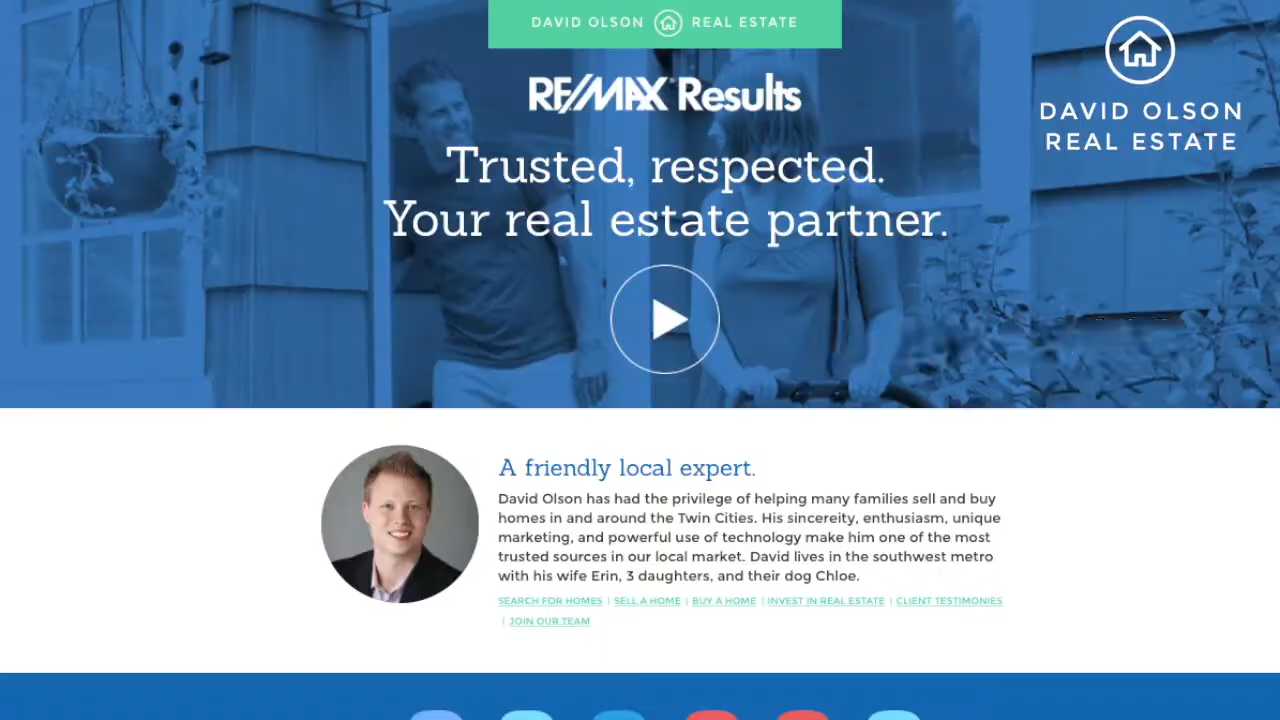 DAVID OLSON REAL ESTATE
RE/MAX Results
DAVID OLSON
REAL ESTATE
Trusted, respected.
Your real estate partner.
A friendly local expert.
David Olson has had the privilege of helping many families sell and buy
homes in and around the Twin Cities. His sincereity, enthusiasm, unique
marketing, and powerful use of technology make him one of the most
trusted sources in our local market. David lives in the southwest metro
with his wife Erin, 3 daughters, and their dog Chloe.
SEARCH FOR HOMES | SELL A HOME | BUY A HOME | INVEST IN REAL ESTATE | CLIENT TESTIMONIES
| JOIN OUR TEAM